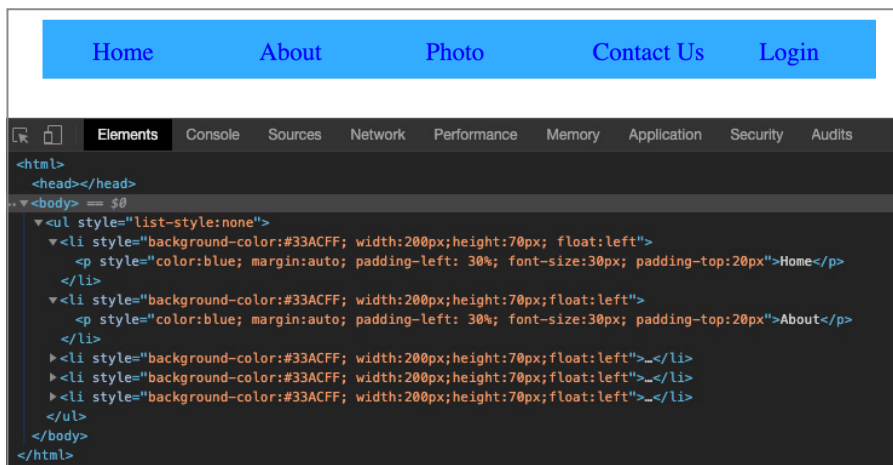 Home About Photo Contact Us Login
Elements Console Sources Network Performance Memory Application Security Audits
<html>
<head></head>
<body> == $0
<ul style="list-style:none">
<li style="background-color:#33ACFF; width:200px;height:70px; float:left">
<p style="color:blue; margin:auto; padding-left: 30%; font-size:30px; padding-top:20px">Home</p>
</li>
<li style="background-color:#33ACFF; width:200px;height:70px;float:left">
<p style="color:blue; margin:auto; padding-left: 30%; font-size:30px; padding-top:20px">About</p>
</li>
<li style="background-color:#33ACFF; width:200px;height:70px;float:left">…</li>
<li style="background-color:#33ACFF; width:200px;height:70px;float:left">…</li>
<li style="background-color:#33ACFF; width:200px;height:70px;float:left">…</li>
</ul>
</body>
</html>